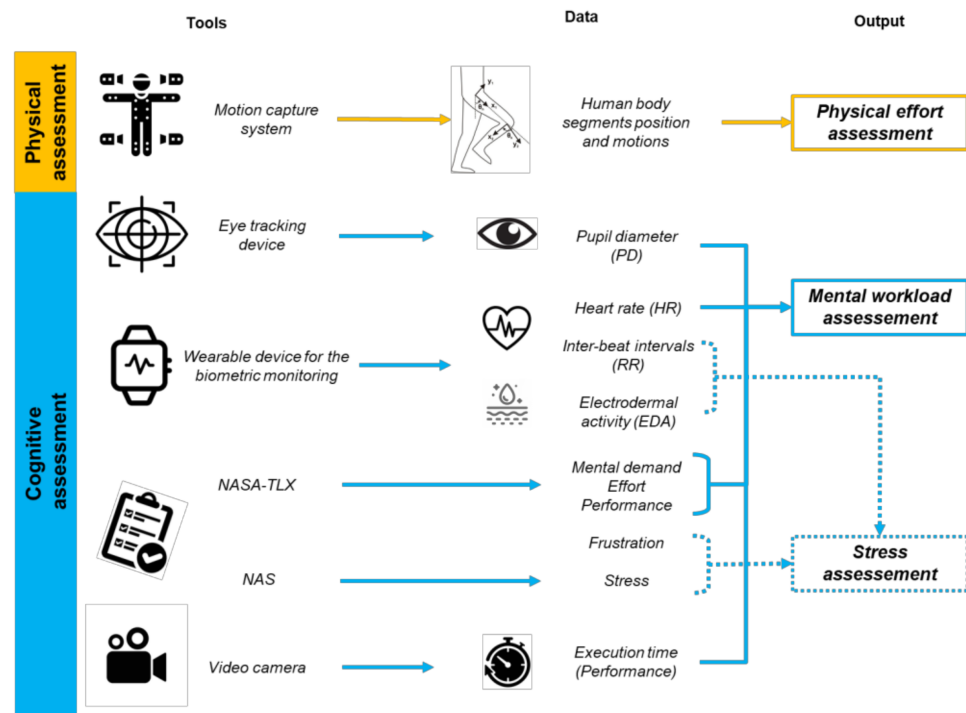 Tools
Data
Output
Physical
assessment
Motion capture
system
Human body
segments position
and motions
Physical effort
assessment
Cognitive
assessment
Eye tracking
device
Pupil diameter
(PD)
Heart rate (HR)
Mental workload
assessment
Wearable device for the
biometric monitoring
Inter-beat intervals
(RR)
Electrodermal
activity (EDA)
NASA-TLX
Mental demand
Effort
Performance
Frustration
NAS
Stress
Stress
assessement
Video camera
Execution time
(Performance)